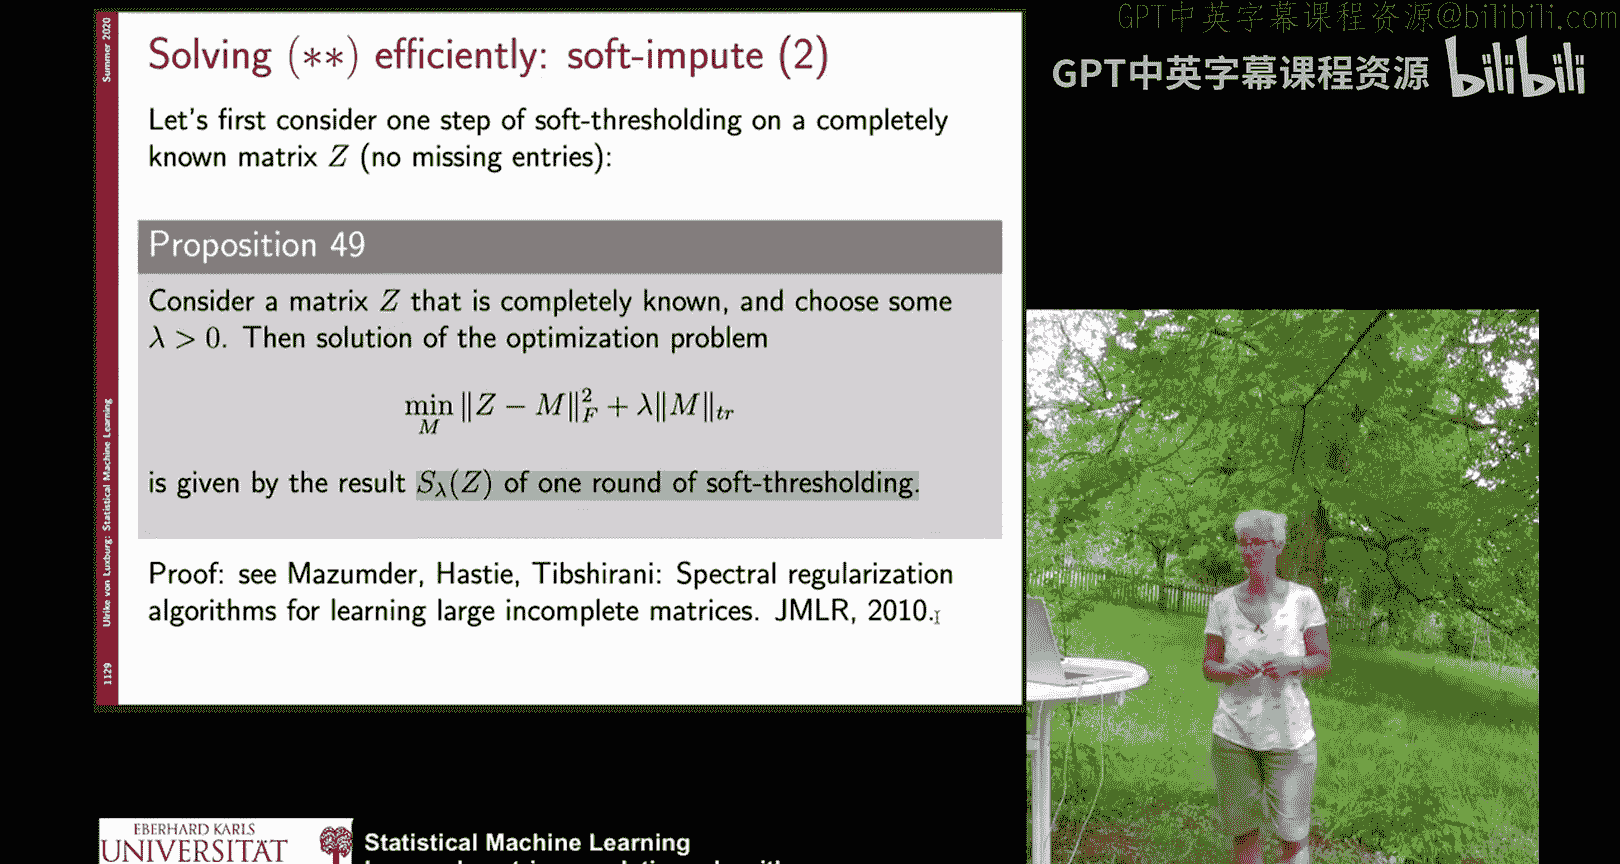 GPT中英字幕课程资源@bilibili.com
GPT中英字幕课程资源 bilibili
Summer 2020
Solving (∗∗) efficiently: soft-impute (2)
Let's first consider one step of soft-thresholding on a completely
known matrix Z (no missing entries):
Proposition 49
Consider a matrix Z that is completely known, and choose some
λ > 0. Then solution of the optimization problem
min_M ‖Z − M‖²_F + λ‖M‖_tr
is given by the result S_λ(Z) of one round of soft-thresholding.
Proof: see Mazumder, Hastie, Tibshirani: Spectral regularization
algorithms for learning large incomplete matrices. JMLR, 2010.
Ulrike von Luxburg: Statistical Machine Learning
1129
EBERHARD KARLS
UNIVERSITÄT
Statistical Machine Learning